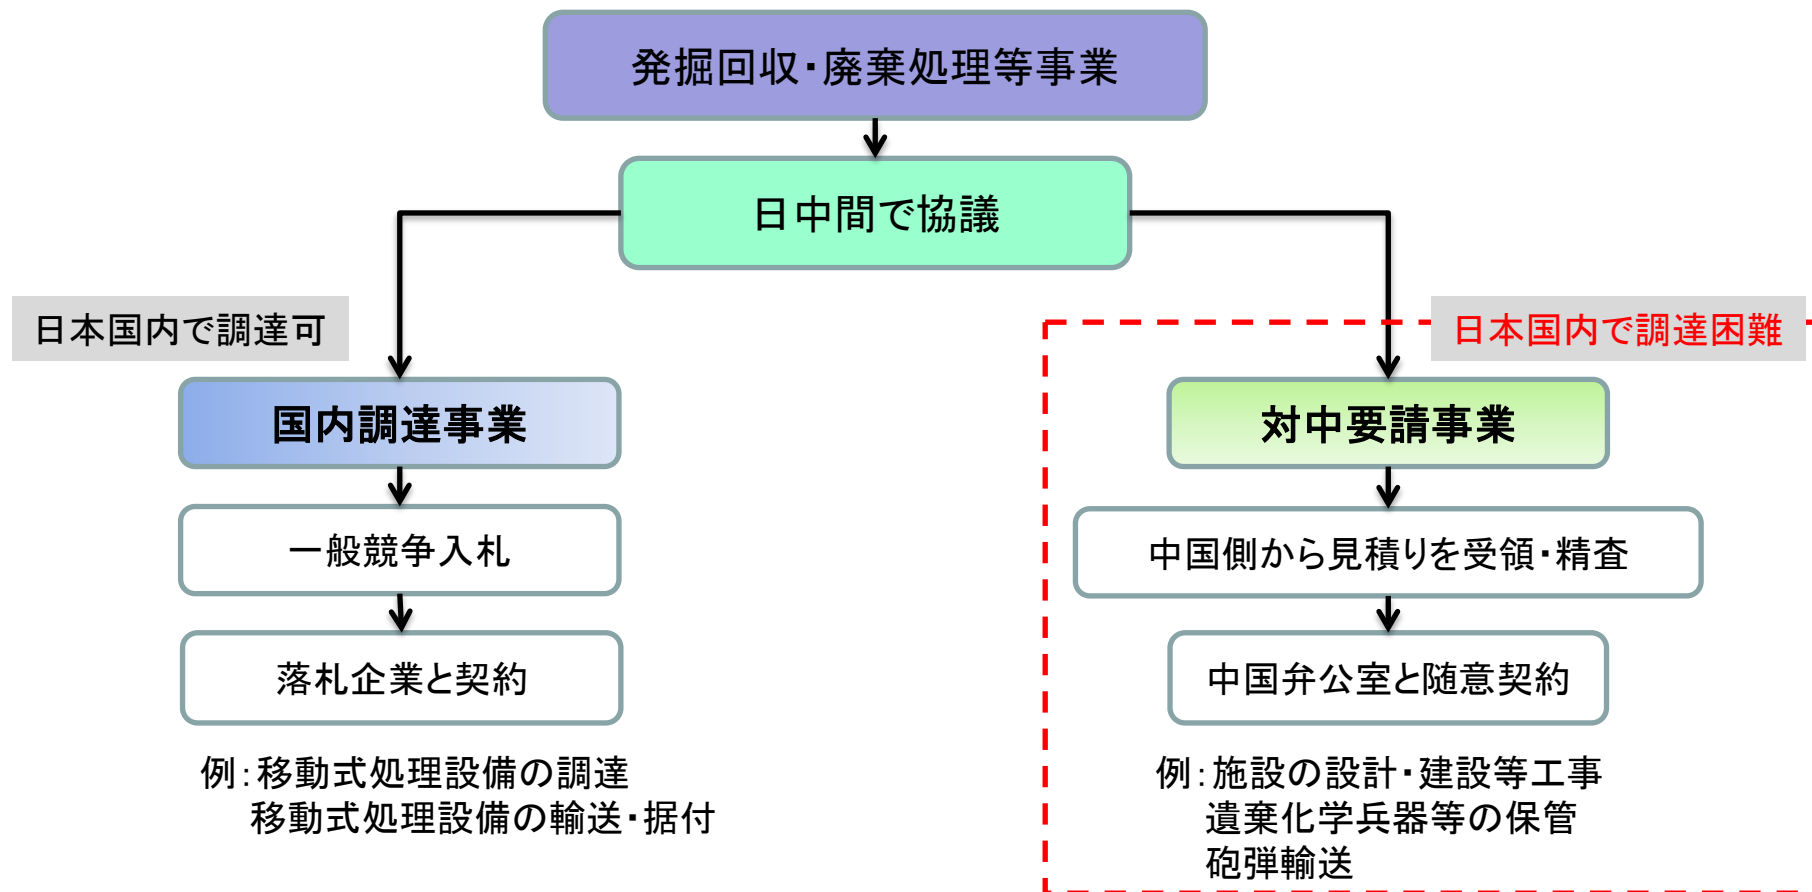 発掘回収・廃棄処理等事業
日中間で協議
日本国内で調達可
日本国内で調達困難
国内調達事業
対中要請事業
一般競争入札
中国側から見積りを受領・精査
落札企業と契約
中国弁公室と随意契約
例：移動式処理設備の調達
移動式処理設備の輸送・据付
例：施設の設計・建設等工事
遺棄化学兵器等の保管
砲弾輸送